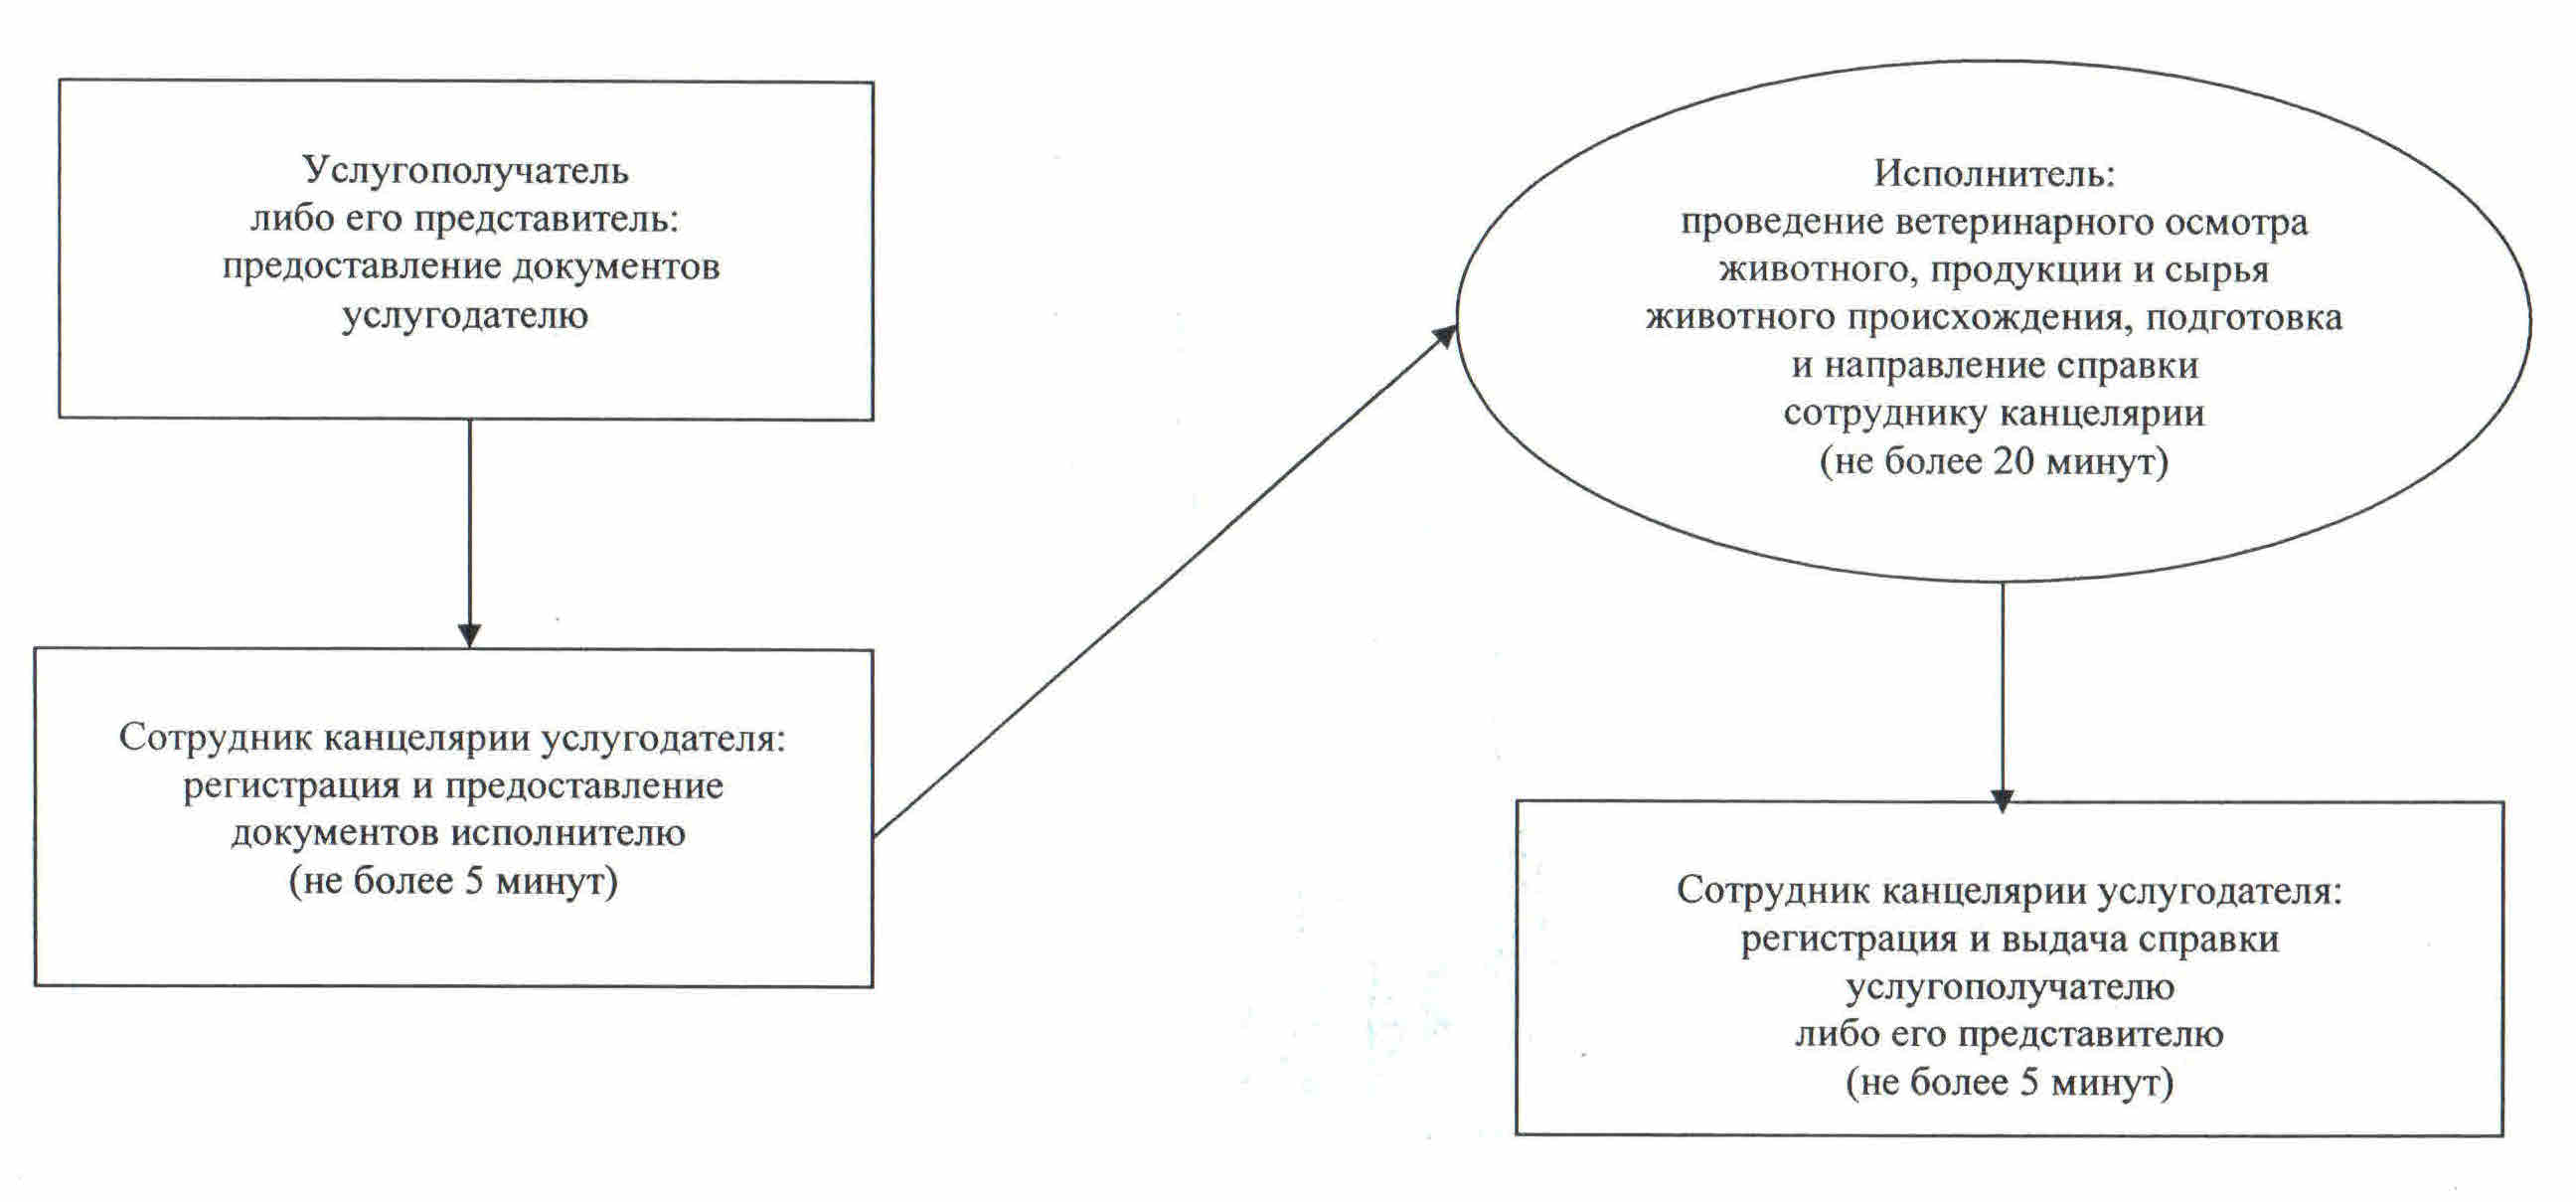 Услугополучатель
либо его представитель:
предоставление документов
услугодателю
Сотрудник канцелярии услугодателя:
регистрация и предоставление
документов исполнителю
(не более 5 минут)
Исполнитель:
проведение ветеринарного осмотра
животного, продукции и сырья
животного происхождения, подготовка
и направление справки
сотруднику канцелярии
(не более 20 минут)
Сотрудник канцелярии услугодателя:
регистрация и выдача справки
услугополучателю
либо его представителю
(не более 5 минут)